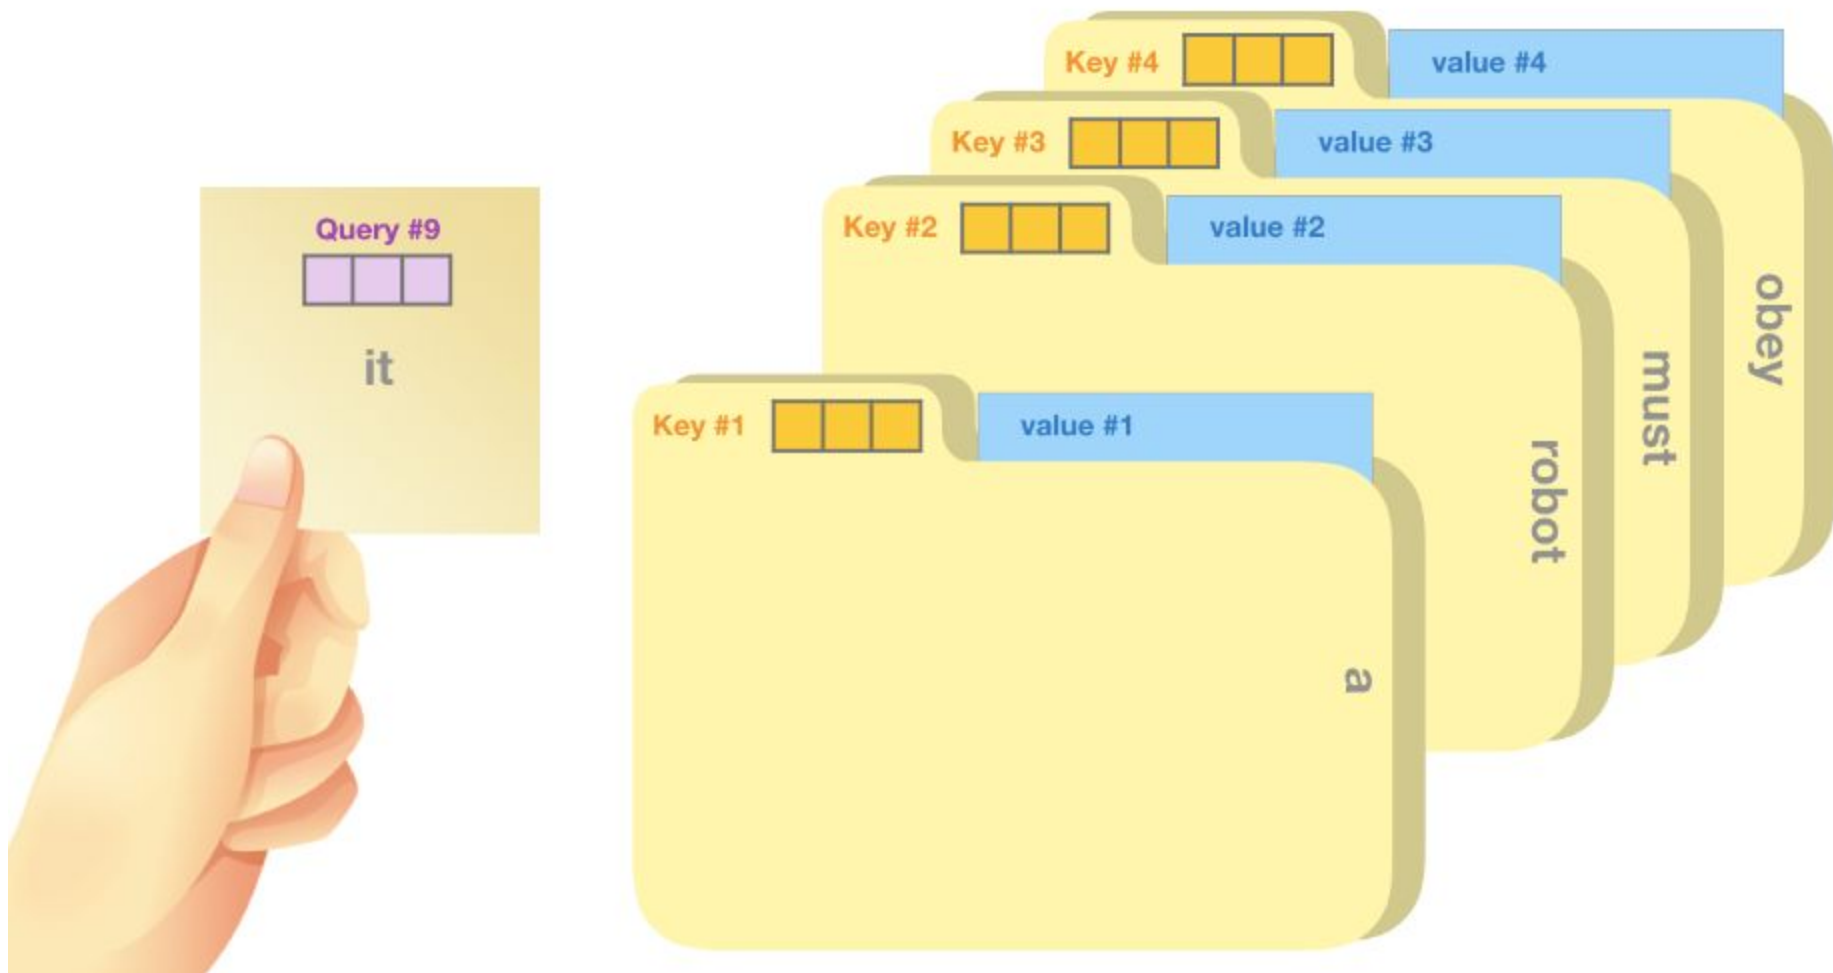 Query #9
it
Key #1 value #1
a
Key #2 value #2
robot
Key #3 value #3
must
Key #4 value #4
obey